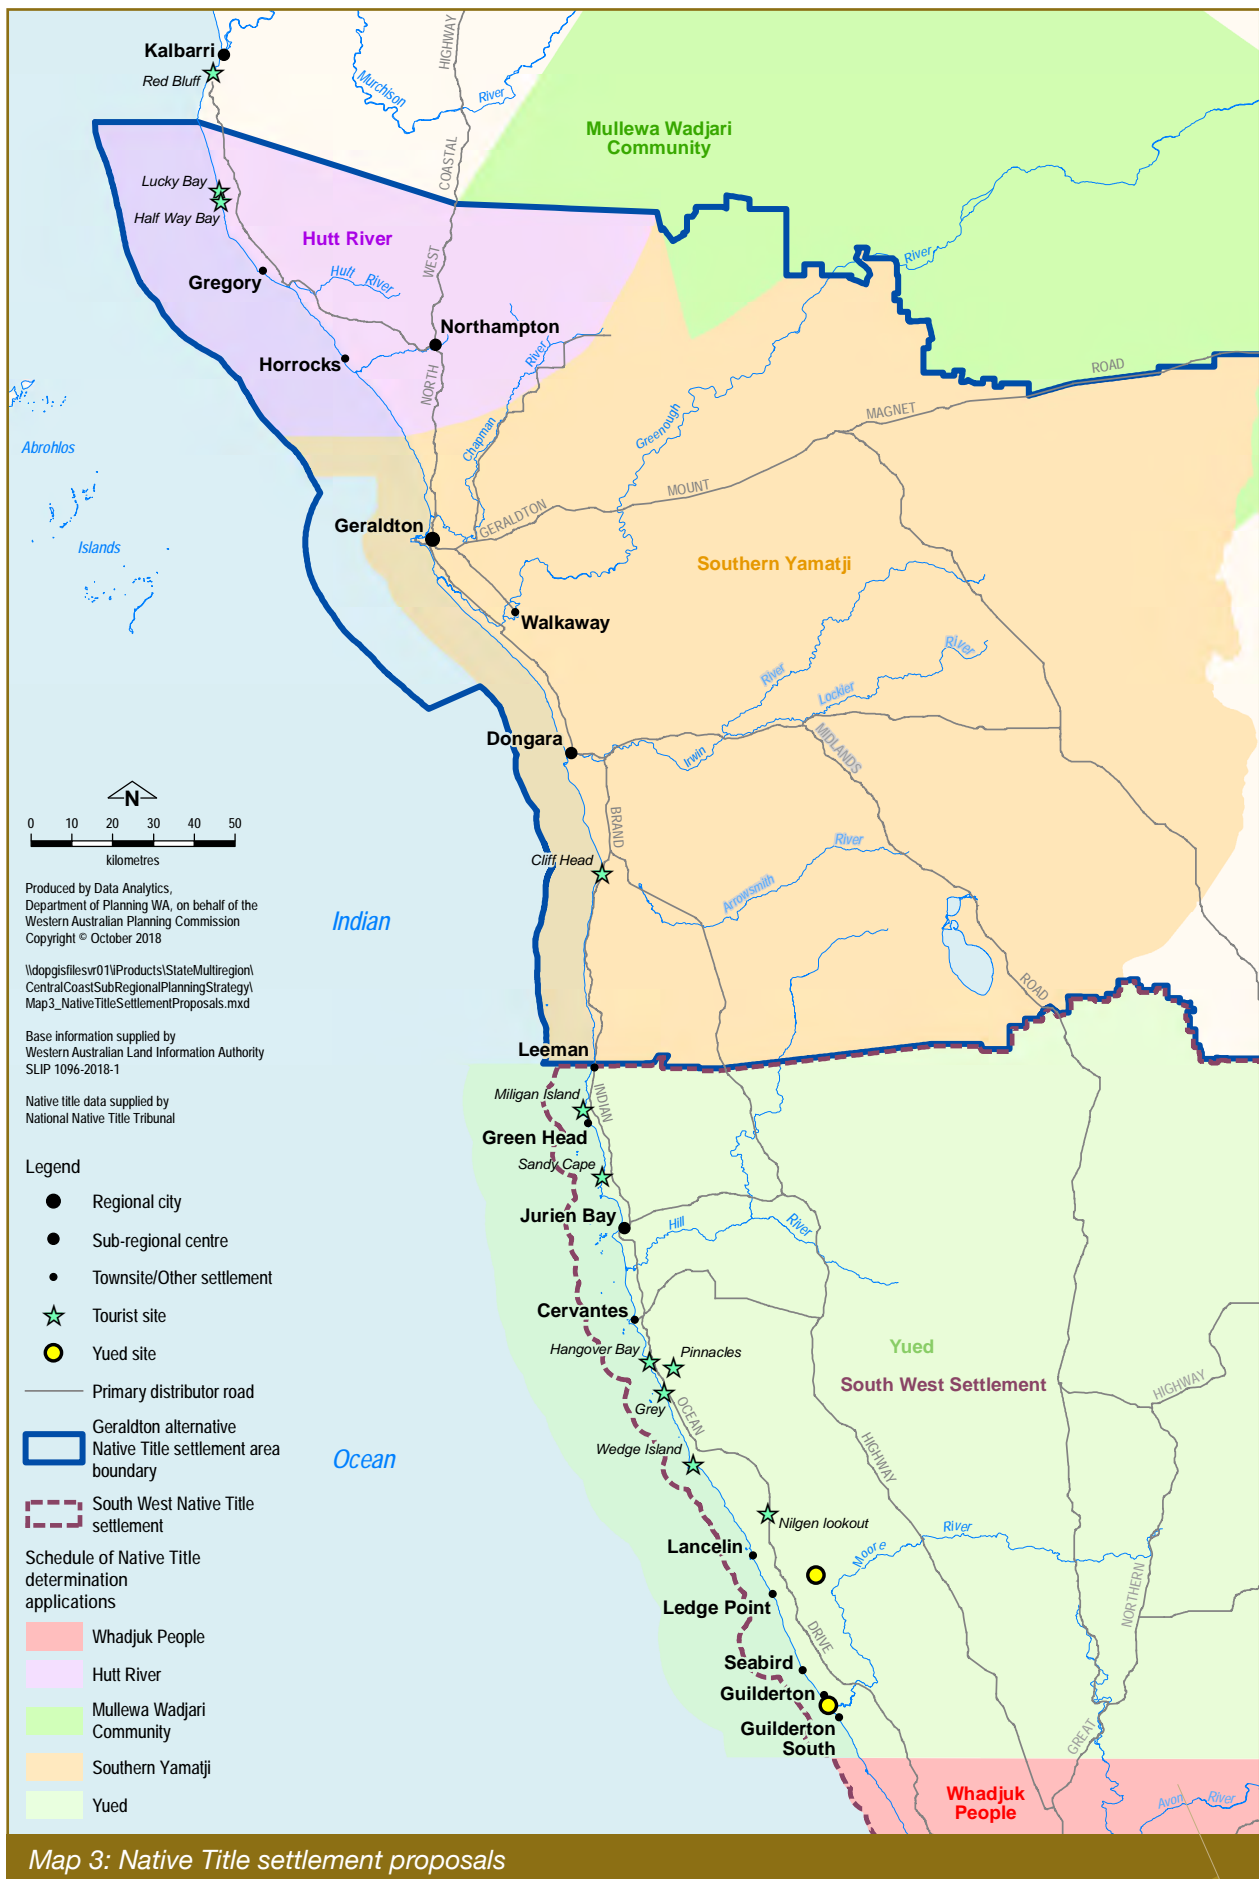 Kalbarri
Red Bluff
Murchison
River
HIGHWAY
COASTAL
WEST
NORTH
Mullewa Wadjari
Community
Lucky Bay
Half Way Bay
Hutt River
Gregory
Hutt River
River
Northampton
Horrocks
River
Chapman
Greenough
ROAD
MAGNET
MOUNT
GERALDTON
Abrohlos
Islands
Geraldton
Southern Yamatji
Walkaway
River
Lockier
River
Dongara
Irwin
MIDLANDS
N
0 10 20 30 40 50
kilometres
BRAND
River
Cliff Head
Arrowsmith
Produced by Data Analytics,
Department of Planning WA, on behalf of the
Western Australian Planning Commission
Copyright © October 2018
Indian
\\dopgisfilesvr01\iProducts\StateMultiregion\
CentralCoastSubRegionalPlanningStrategy\
Map3_NativeTitleSettlementProposals.mxd
ROAD
Base information supplied by
Western Australian Land Information Authority
SLIP 1096-2018-1
Leeman
Native title data supplied by
National Native Title Tribunal
Miligan Island
INDIAN
Green Head
Sandy Cape
Jurien Bay
Hill
River
Cervantes
Hangover Bay
Pinnacles
Grey
OCEAN
Yued
South West Settlement
HIGHWAY
Wedge Island
HIGHWAY
Ocean
Nilgen lookout
Lancelin
Moore
River
Ledge Point
DRIVE
NORTHERN
Seabird
Guilderton
Guilderton
South
GREAT
Whadjuk
People
Avon River
Legend
Regional city
Sub-regional centre
Townsite/Other settlement
Tourist site
Yued site
Primary distributor road
Geraldton alternative
Native Title settlement area
boundary
South West Native Title
settlement
Schedule of Native Title
determination
applications
Whadjuk People
Hutt River
Mullewa Wadjari
Community
Southern Yamatji
Yued
Map 3: Native Title settlement proposals